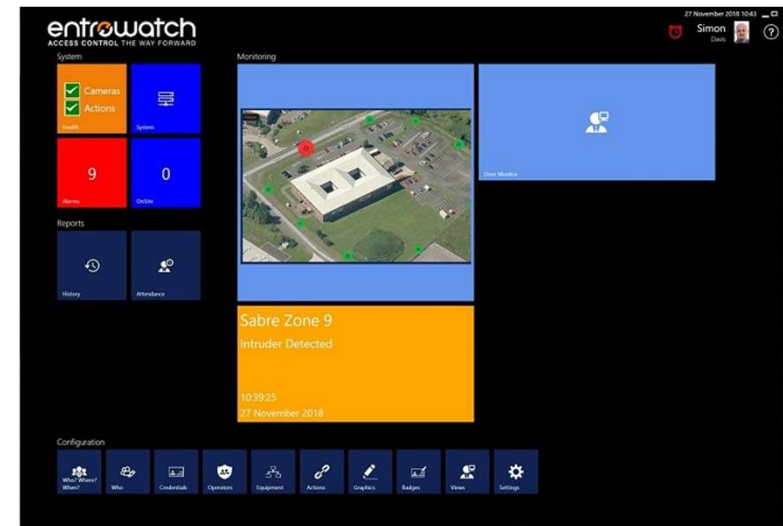 27 November 2018 10:43
entrowatch
ACCESS CONTROL THE WAY FORWARD
Simon
Davis
?
System
Monitoring
Cameras
Actions
Health
System
9
Alarms
0
OnSite
Door Monitor
Reports
History
Attendance
Sabre Zone 9
Intruder Detected
10:39:25
27 November 2018
Configuration
Who? Where?
When?
Who
Credentials
Operators
Equipment
Actions
Graphics
Badges
Views
Settings